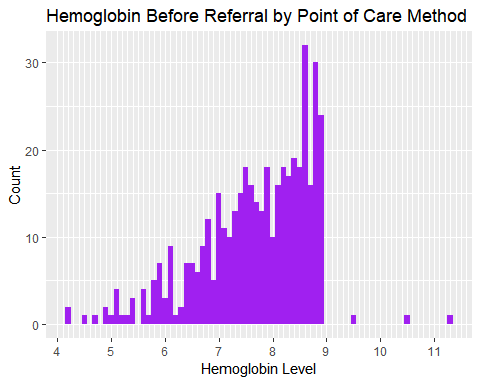 Hemoglobin Before Referral by Point of Care Method
30
20
10
0
Count
4 5 6 7 8 9 10 11
Hemoglobin Level